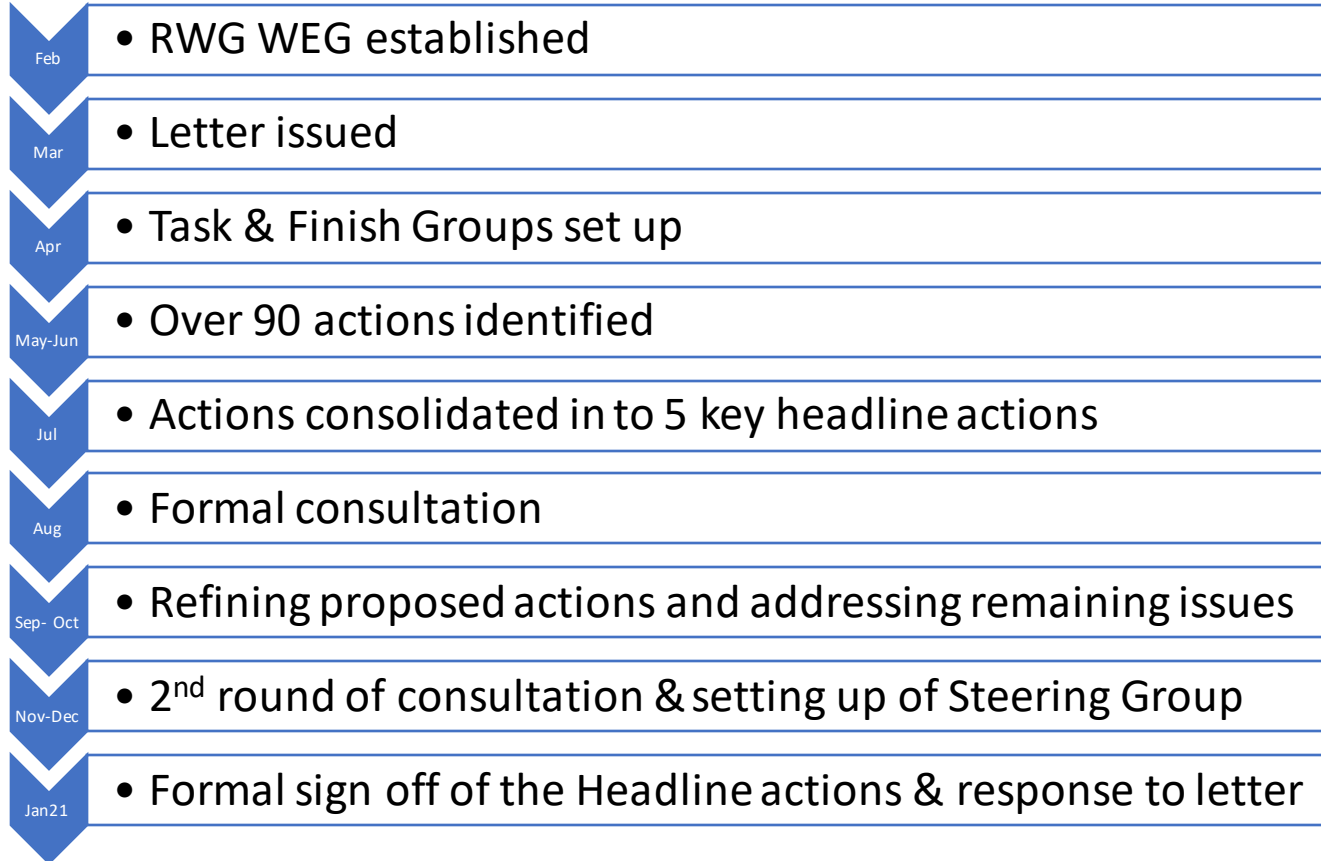 Feb
• RWG WEG established
Mar
• Letter issued
Apr
• Task & Finish Groups set up
May-Jun
• Over 90 actions identified
Jul
• Actions consolidated in to 5 key headline actions
Aug
• Formal consultation
Sep- Oct
• Refining proposed actions and addressing remaining issues
Nov-Dec
• 2nd round of consultation & setting up of Steering Group
Jan21
• Formal sign off of the Headline actions & response to letter